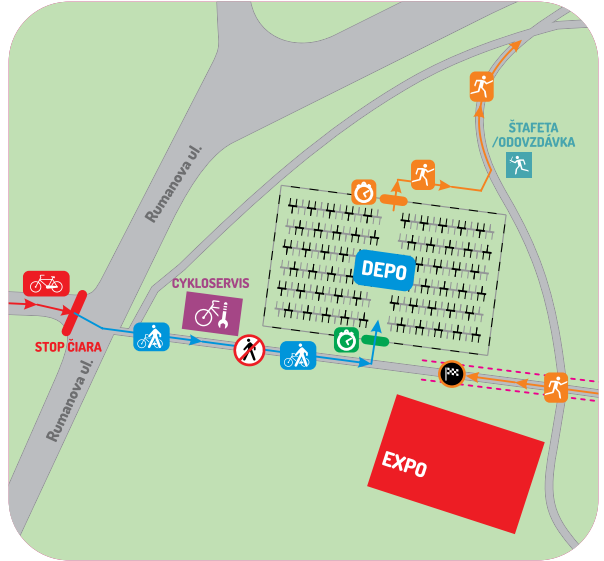 ŠTAFETA
/ODOVZDÁVKA
Rumanova ul.
DEPO
CYKLOSERVIS
STOP ČIARA
Rumanova ul.
EXPO